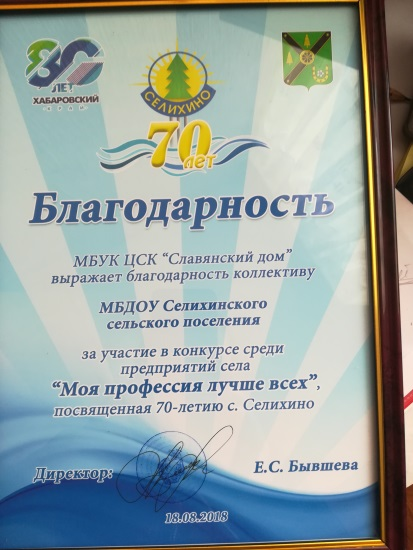 80
ЛЕТ
ХАБАРОВСКИЙ
КРАЙ
СЕЛИХИНО
70 лет
Благодарность
МБУК ЦСК “Славянский дом”
выражает благодарность коллективу
МБДОУ Селихинского
сельского поселения
за участие в конкурсе среди
предприятий села
“Моя профессия лучше всех”,
посвященная 70-летию с. Селихино
Директор:
Е.С. Бывшева
18.08.2018